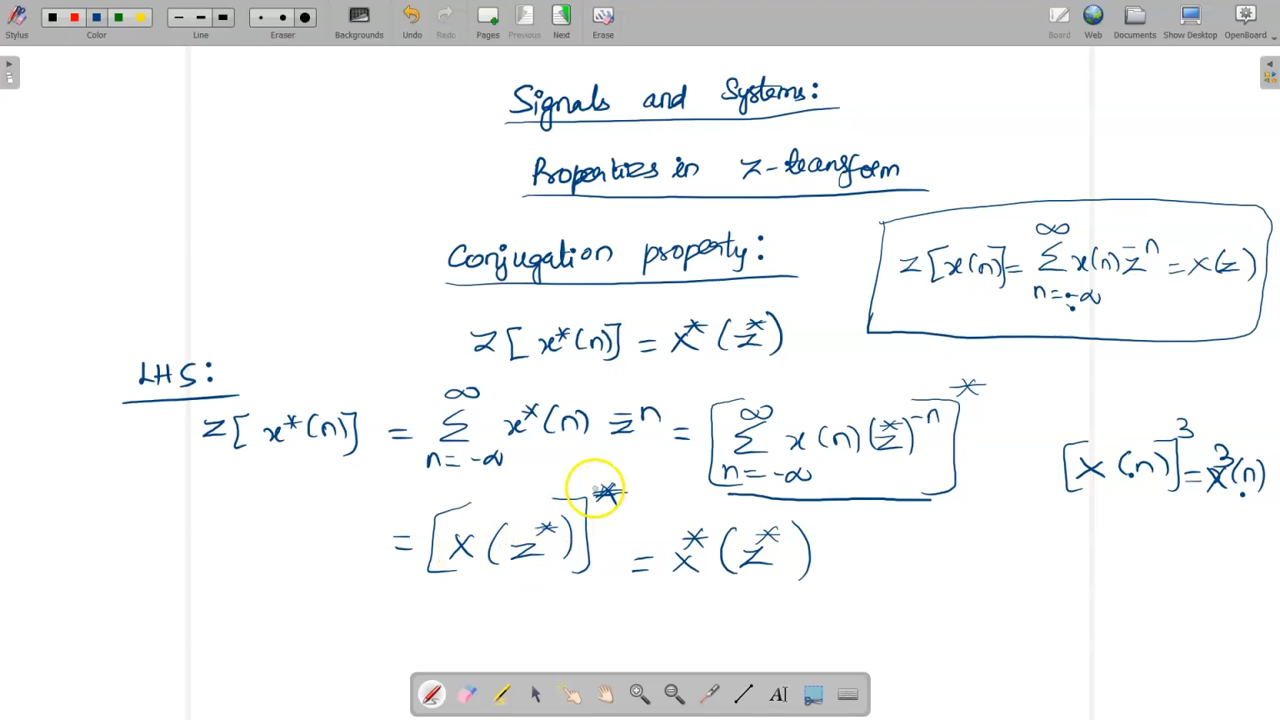 Stylus Color Line Eraser Backgrounds Undo Pages Previous Next Erase Board Web Documents Show Desktop OpenBoard
Signals and Systems:
Properties in z-transform
Conjugation property:
z[x(n)] = ∞ Σ n=-∞ x(n) z^-n = X(z)
z[x*(n)] = X*(z*)
LHS:
z[x*(n)] = ∞ Σ n=-∞ x*(n) z^-n = [∞ Σ n=-∞ x(n)(z*)^-n]*
[x(n)]^3 = x^3(n)
= [X(z*)]* = X*(z*)